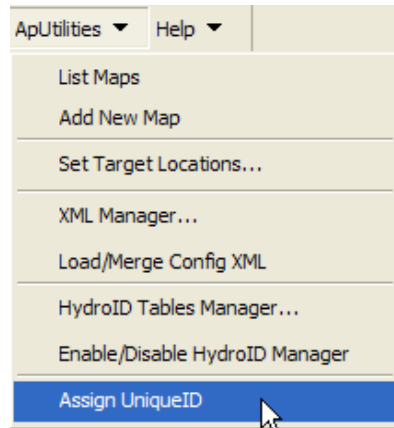 ApUtilities Help
List Maps
Add New Map
Set Target Locations...
XML Manager...
Load/Merge Config XML
HydroID Tables Manager...
Enable/Disable HydroID Manager
Assign UniqueID